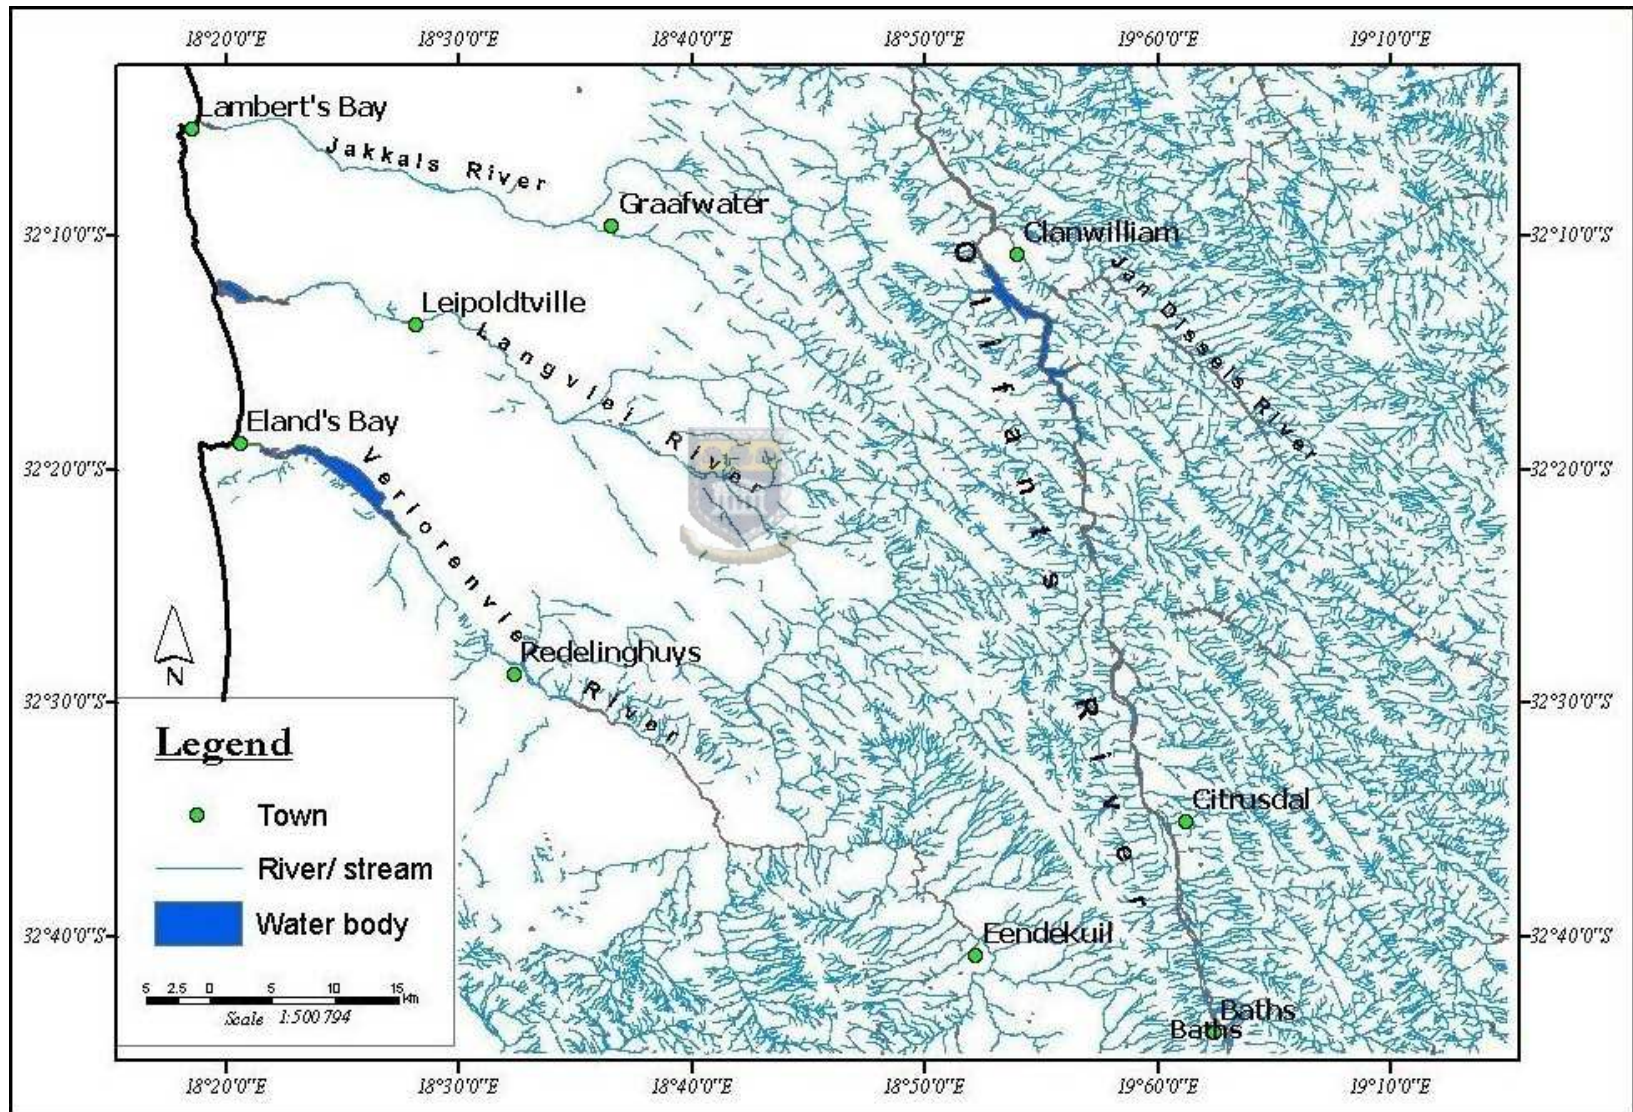 18°20'0"E
18°30'0"E
18°40'0"E
18°50'0"E
19°60'0"E
19°10'0"E
Lambert's Bay
Jakkals River
Graafwater
32°10'0"S
Clanwilliam
32°10'0"S
Jan Dissels River
Olifants River
Leipoldtville
Langvlei River
Eland's Bay
Verlorenvlei River
32°20'0"S
32°20'0"S
Redelinghuys
32°30'0"S
32°30'0"S
N
Legend
Town
River/ stream
Water body
5 2.5 0 5 10 15 km
Scale 1:500 794
Citrusdal
32°40'0"S
Eendekuil
32°40'0"S
Baths
Baths
18°20'0"E
18°30'0"E
18°40'0"E
18°50'0"E
19°60'0"E
19°10'0"E